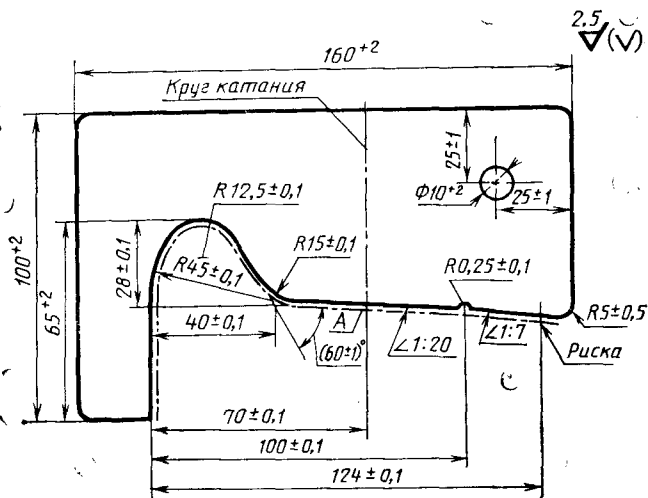 2,5
(√)
160⁺²
Круг катания
25±1
Ф10⁺²
25±1
R12,5±0,1
100⁺²
65⁺²
28±0,1
R45±0,1
R15±0,1
R0,25±0,1
40±0,1
(60±1)°
А
∠1:20
∠1:7
R5±0,5
Риска
70±0,1
100±0,1
124±0,1